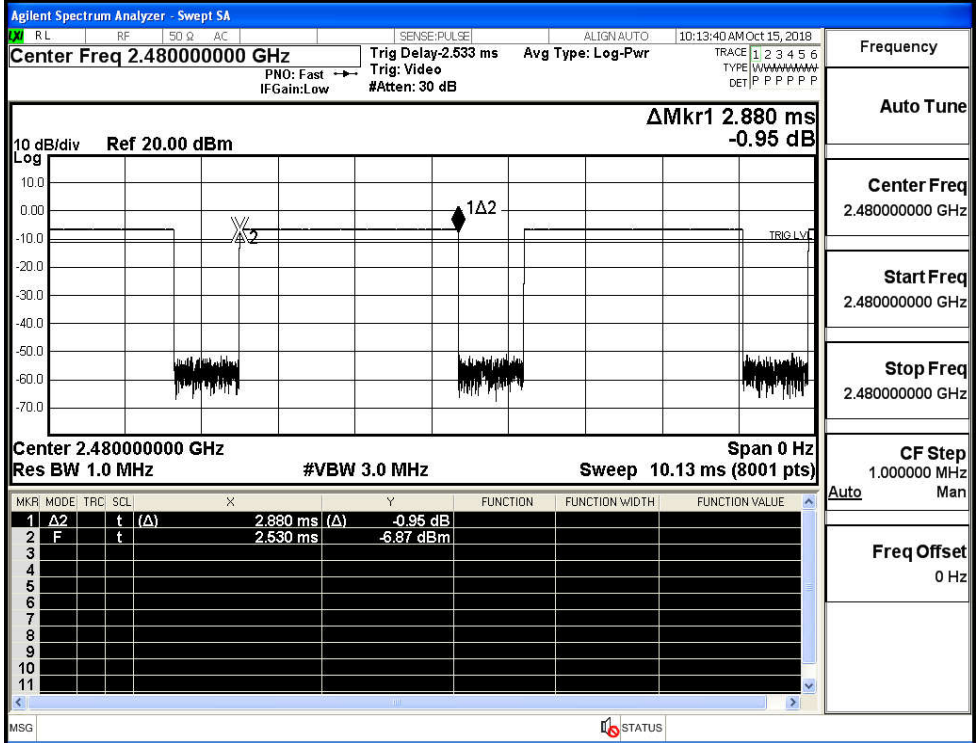 Agilent Spectrum Analyzer - Swept SA
LXI RL RF 50 Ω AC SENSE:PULSE ALIGN AUTO 10:13:40 AM Oct 15, 2018
Center Freq 2.480000000 GHz
PNO: Fast
IFGain:Low
Trig Delay-2.533 ms
Trig: Video
#Atten: 30 dB
Avg Type: Log-Pwr
TRACE 1 2 3 4 5 6
TYPE WWWWWW
DET P P P P P P
ΔMkr1 2.880 ms
-0.95 dB
10 dB/div Ref 20.00 dBm
Log
10.0
0.00
-10.0
-20.0
-30.0
-40.0
-50.0
-60.0
-70.0
1Δ2
2
TRIG LVL
Center 2.480000000 GHz Span 0 Hz
Res BW 1.0 MHz #VBW 3.0 MHz Sweep 10.13 ms (8001 pts)
MKR MODE TRC SCL X Y FUNCTION FUNCTION WIDTH FUNCTION VALUE
1 Δ2 t (Δ) 2.880 ms (Δ) -0.95 dB
2 F t 2.530 ms -6.87 dBm
3
4
5
6
7
8
9
10
11
MSG STATUS
Frequency
Auto Tune
Center Freq
2.480000000 GHz
Start Freq
2.480000000 GHz
Stop Freq
2.480000000 GHz
CF Step
1.000000 MHz
Auto Man
Freq Offset
0 Hz